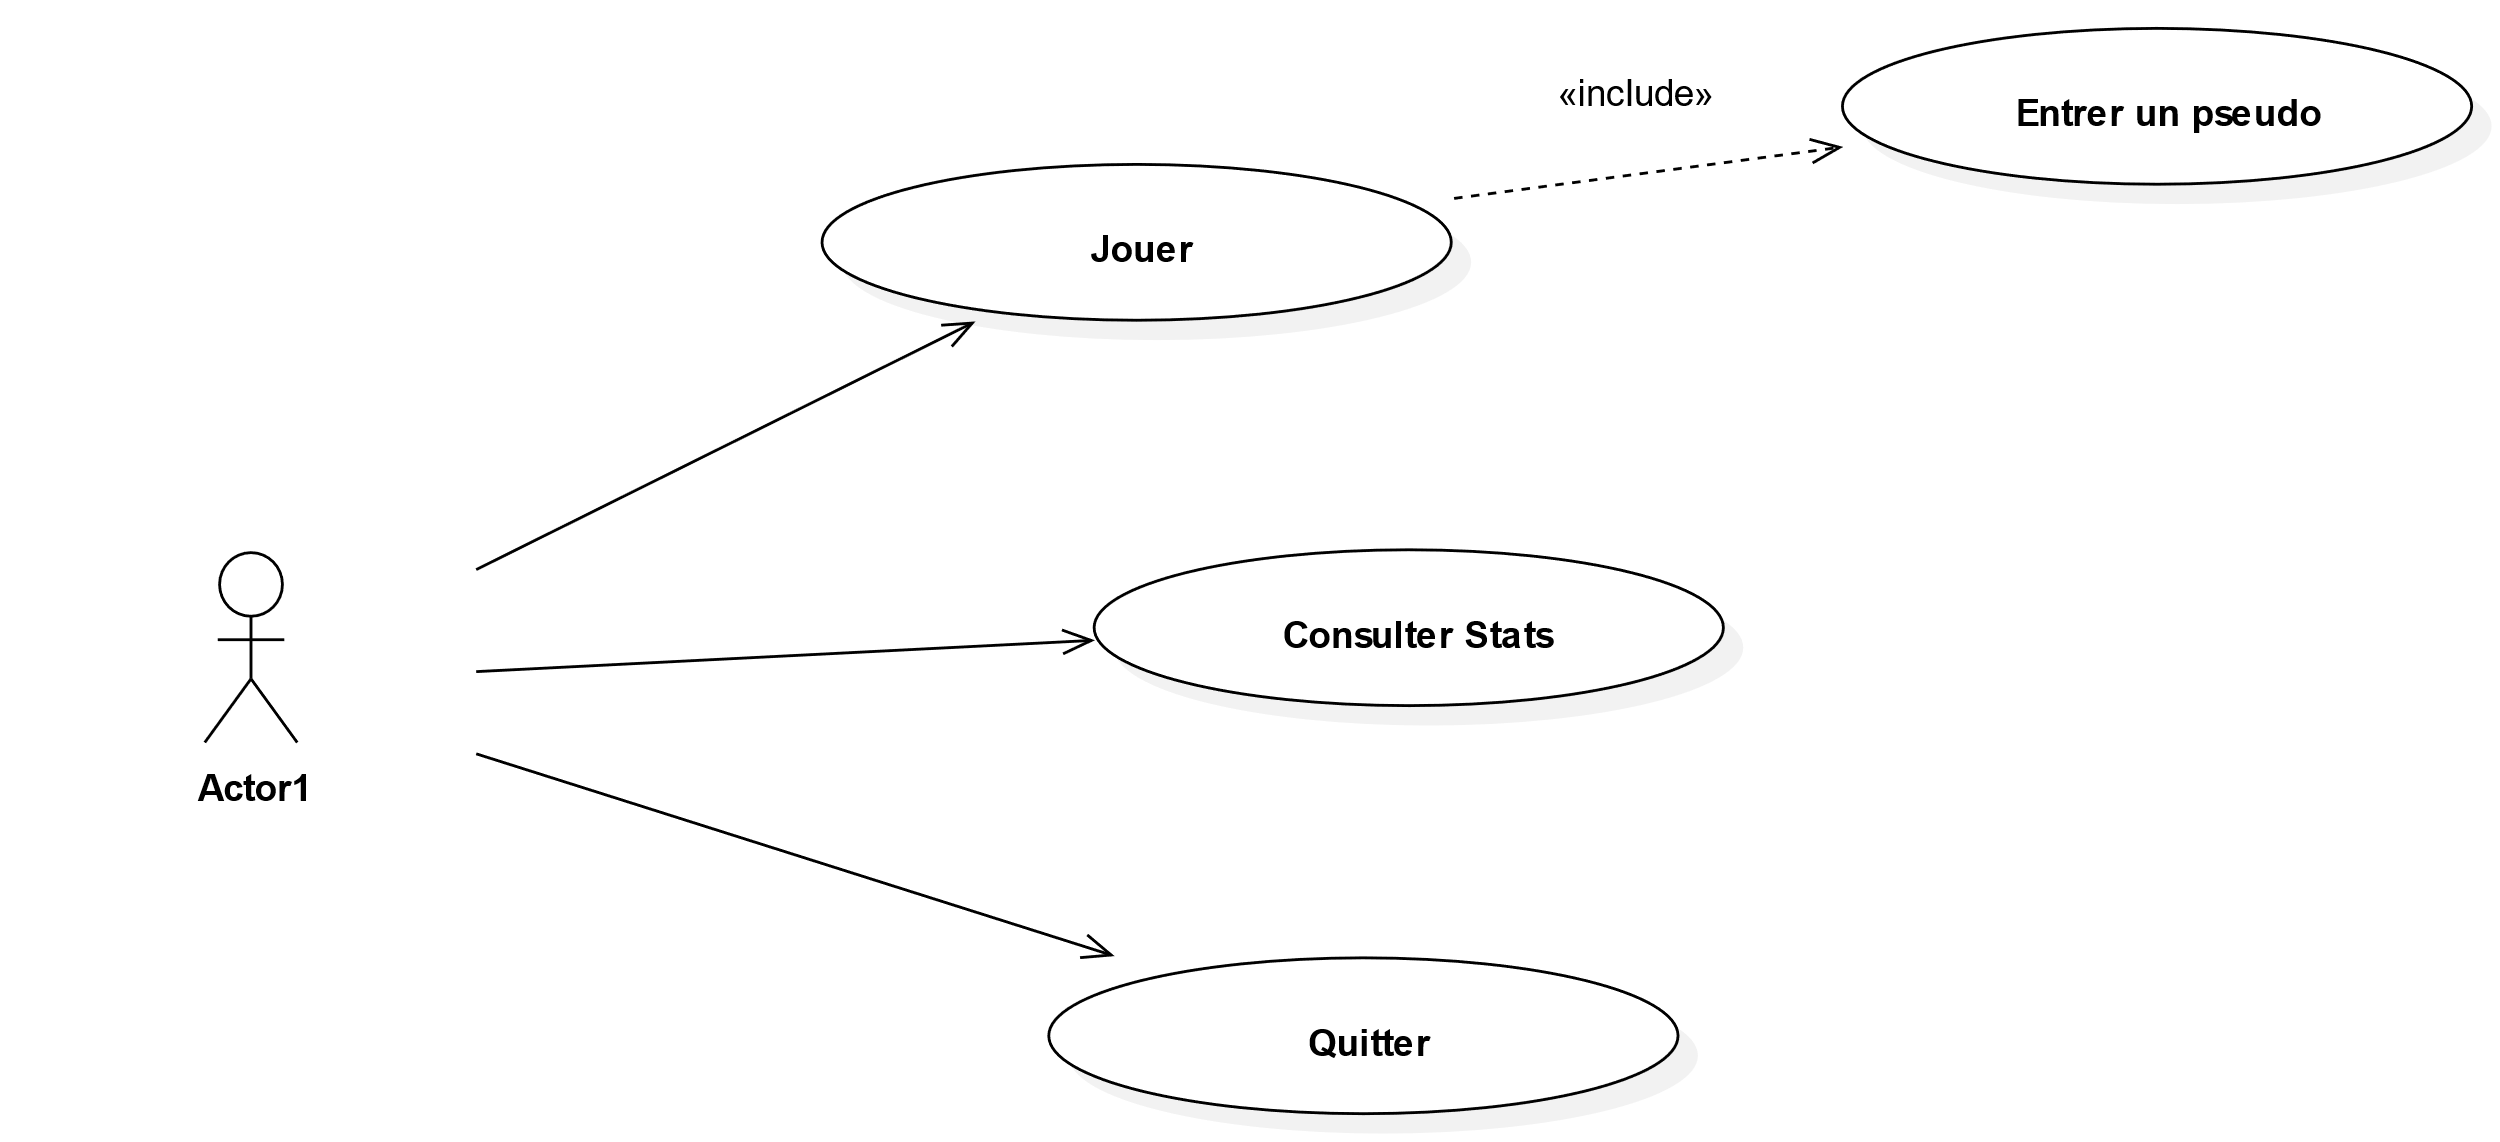 «include»
Entrer un pseudo
Jouer
Consulter Stats
Actor1
Quitter